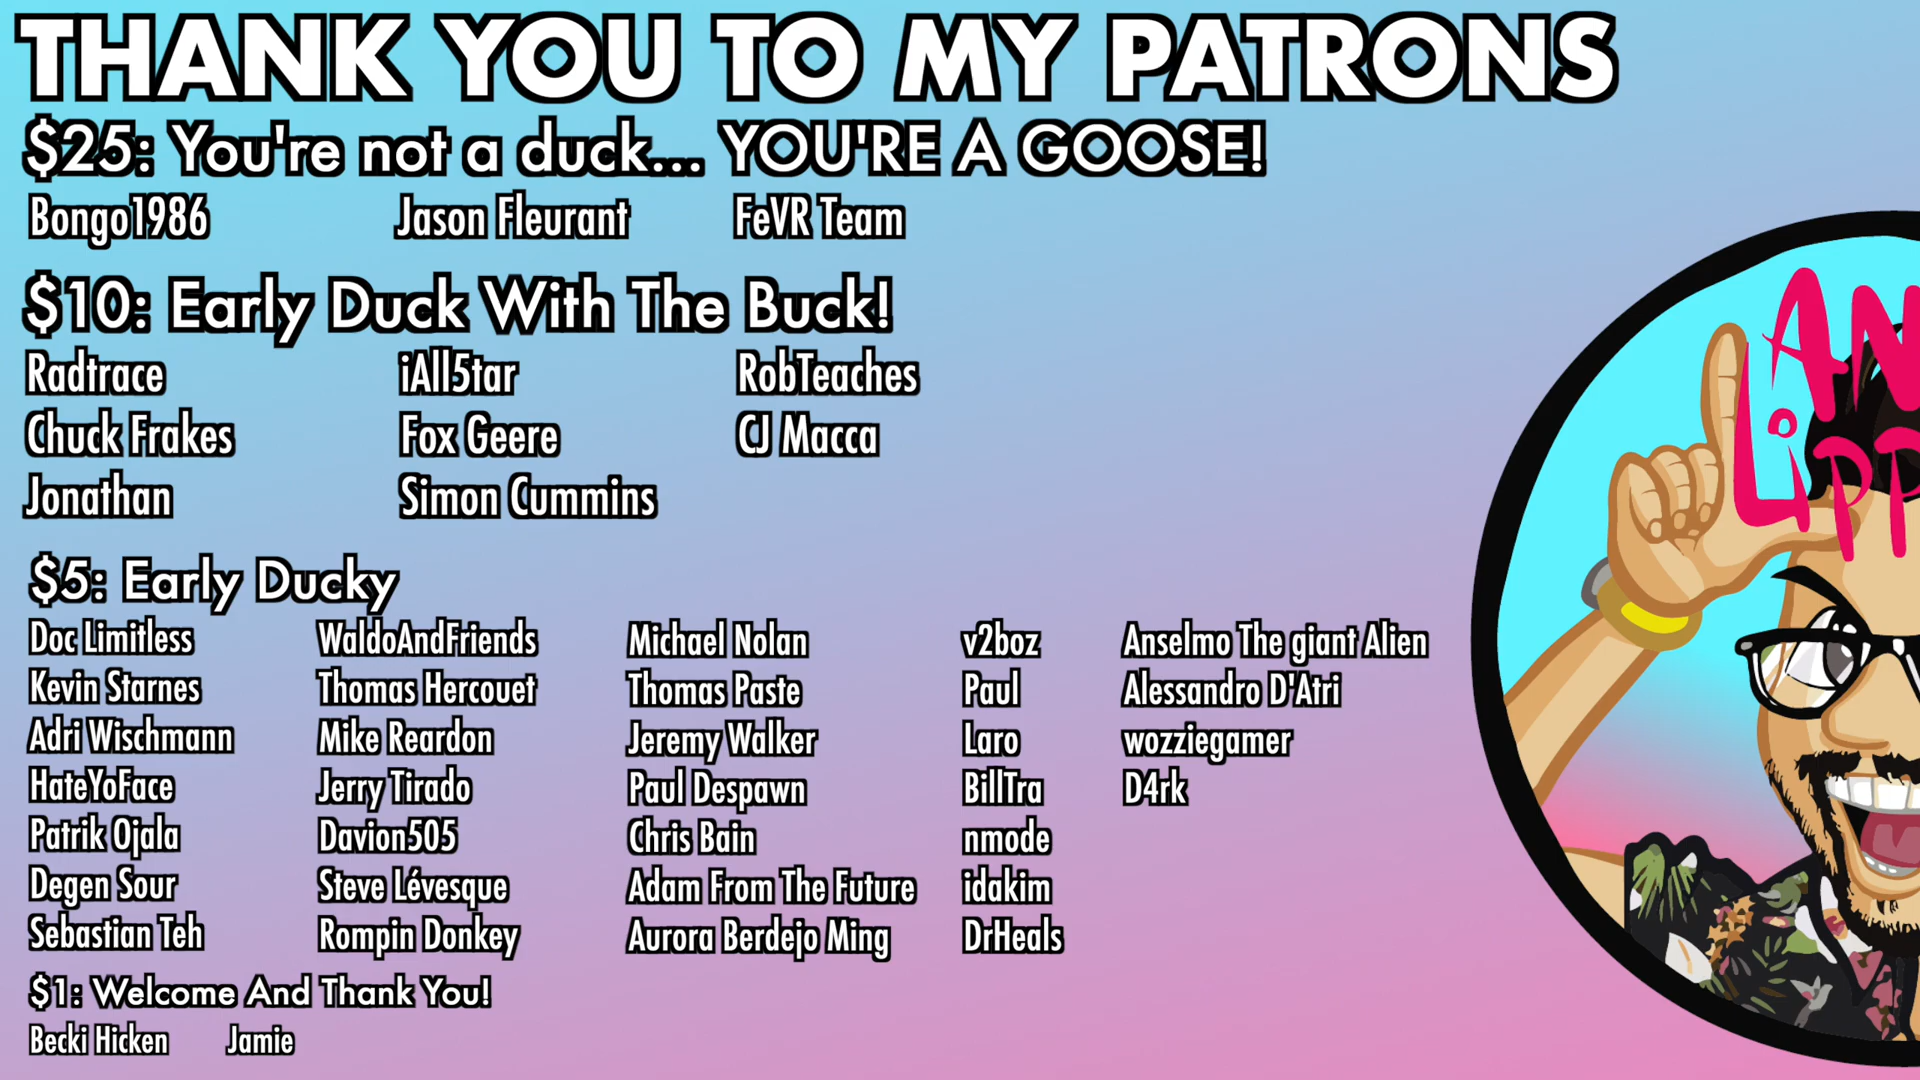 THANK YOU TO MY PATRONS
$25: You're not a duck... YOU'RE A GOOSE!
Bongo1986 Jason Fleurant FeVR Team
$10: Early Duck With The Buck!
Radtrace iAll5tar RobTeaches
Chuck Frakes Fox Geere CJ Macca
Jonathan Simon Cummins
$5: Early Ducky
Doc Limitless WaldoAndFriends Michael Nolan v2boz Anselmo The giant Alien
Kevin Starnes Thomas Hercouet Thomas Paste Paul Alessandro D'Atri
Adri Wischmann Mike Reardon Jeremy Walker Laro wozziegamer
HateYoFace Jerry Tirado Paul Despawn BillTra D4rk
Patrik Ojala Davion505 Chris Bain nmode
Degen Sour Steve Lévesque Adam From The Future idakim
Sebastian Teh Rompin Donkey Aurora Berdejo Ming DrHeals
$1: Welcome And Thank You!
Becki Hicken Jamie
AN
LiPP